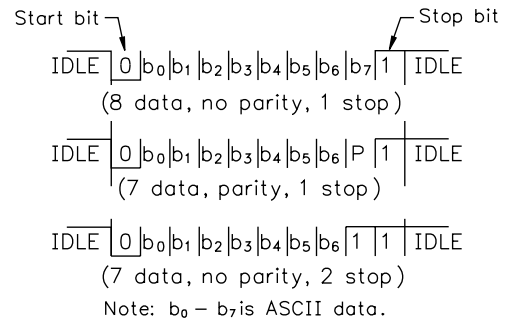 Start bit Stop bit
IDLE 0 b₀ b₁ b₂ b₃ b₄ b₅ b₆ b₇ 1 IDLE
(8 data, no parity, 1 stop)
IDLE 0 b₀ b₁ b₂ b₃ b₄ b₅ b₆ P 1 IDLE
(7 data, parity, 1 stop)
IDLE 0 b₀ b₁ b₂ b₃ b₄ b₅ b₆ 1 1 IDLE
(7 data, no parity, 2 stop)
Note: b₀ – b₇ is ASCII data.